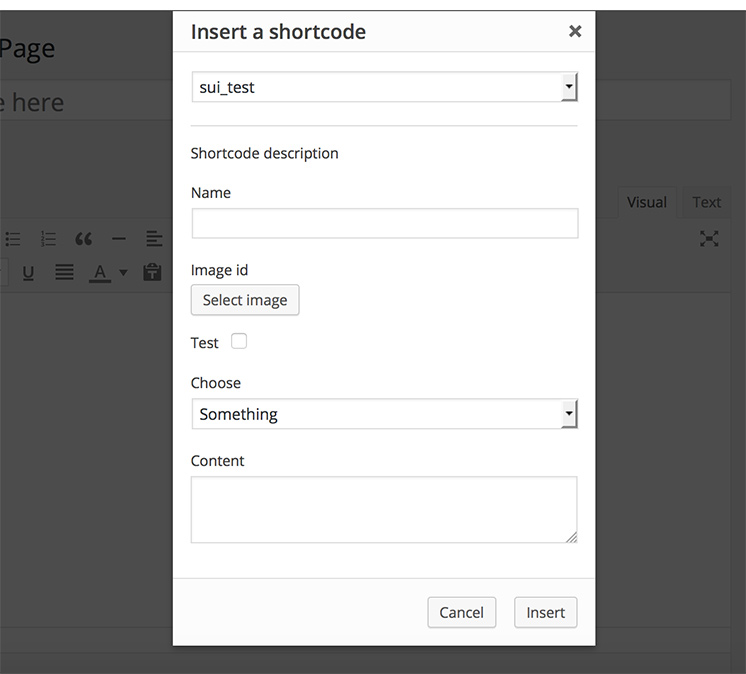 Insert a shortcode
Page
sui_test
e here
Shortcode description
Name
Visual
Text
U
A
Image id
Select image
Test
Choose
Something
Content
Cancel
Insert